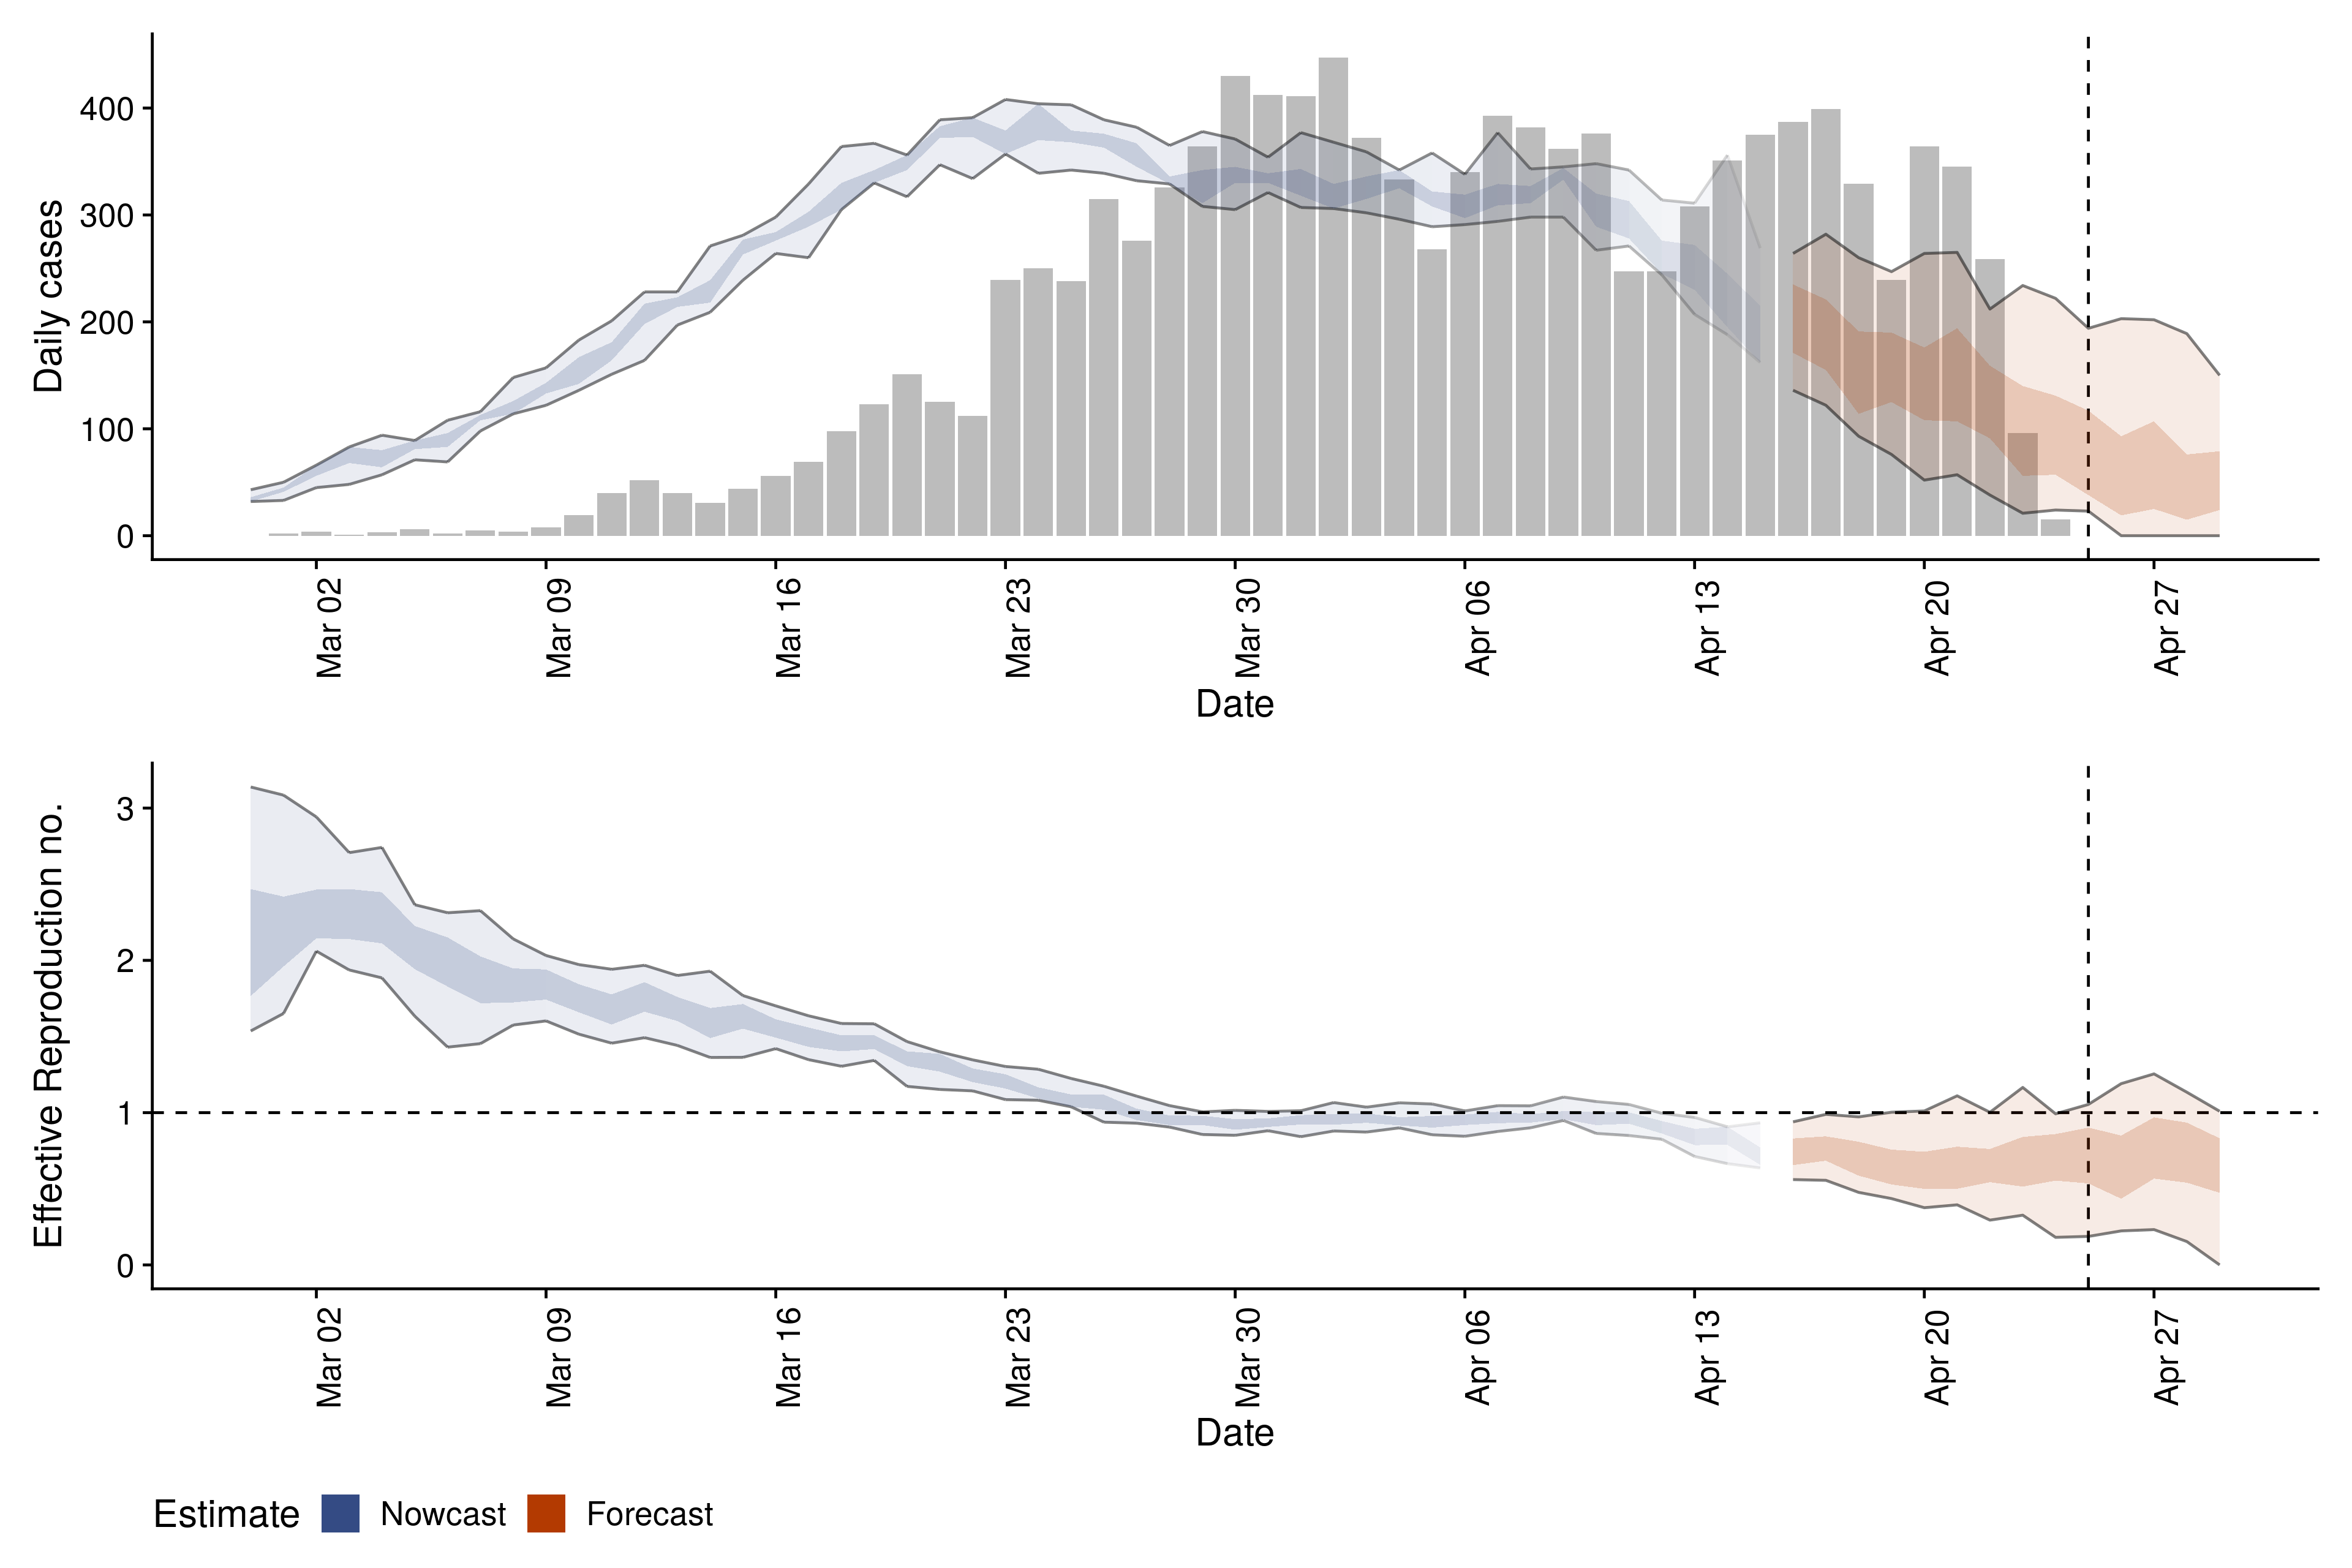 Daily cases
400
300
200
100
0
Mar 02 Mar 09 Mar 16 Mar 23 Mar 30 Apr 06 Apr 13 Apr 20 Apr 27
Date
Effective Reproduction no.
3
2
1
0
Mar 02 Mar 09 Mar 16 Mar 23 Mar 30 Apr 06 Apr 13 Apr 20 Apr 27
Date
Estimate Nowcast Forecast